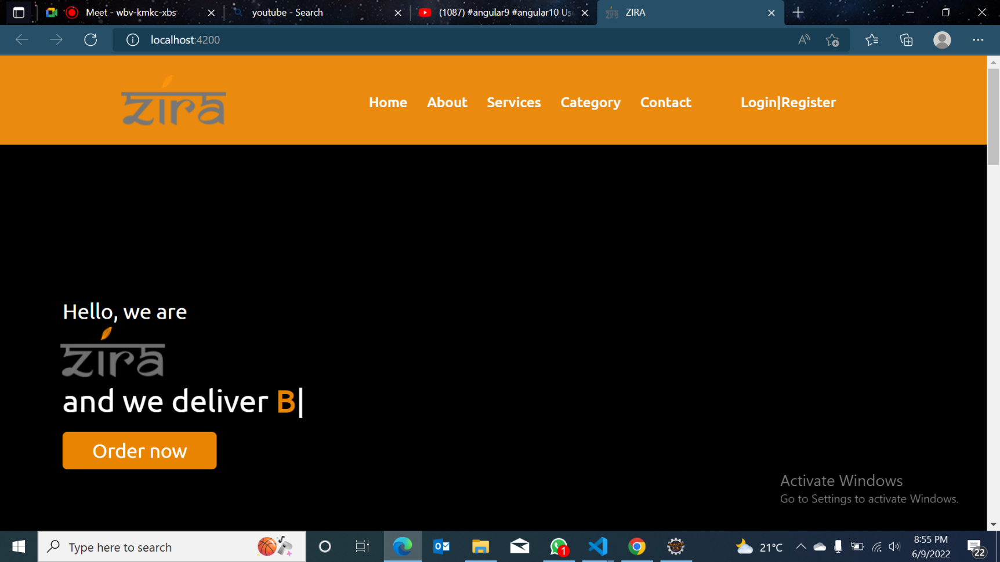 Meet - wbv-kmkc-xbs
youtube - Search
(1087) #angular9 #angular10 Us
ZIRA
localhost:4200
zira
Home About Services Category Contact Login|Register
Hello, we are
zira
and we deliver B|
Order now
Activate Windows
Go to Settings to activate Windows.
Type here to search
1
21°C
8:55 PM
6/9/2022
22